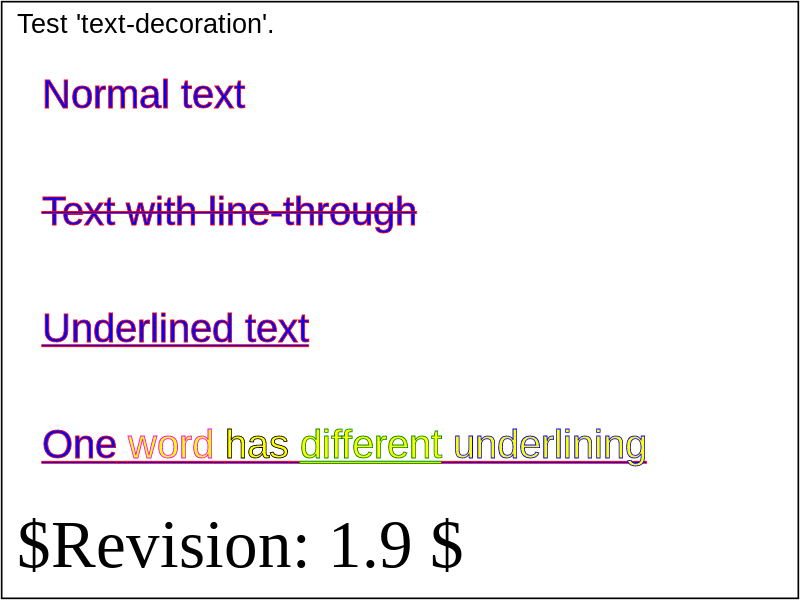 Test 'text-decoration'.
Normal text
Text with line-through
Underlined text
One word has different underlining
$Revision: 1.9 $